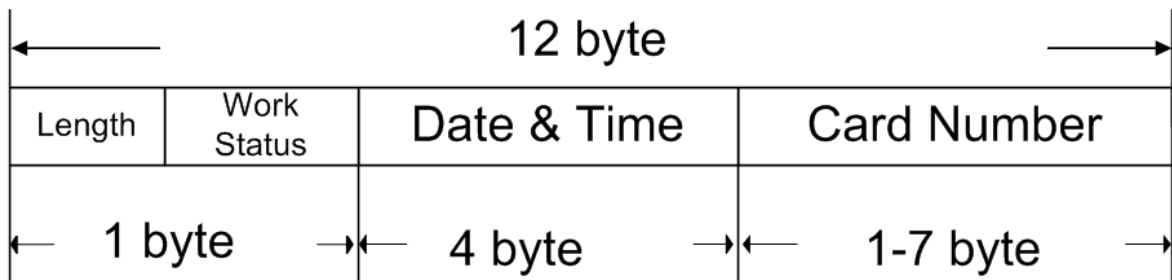 12 byte
Length
Work
Status
Date & Time
Card Number
1 byte
4 byte
1-7 byte